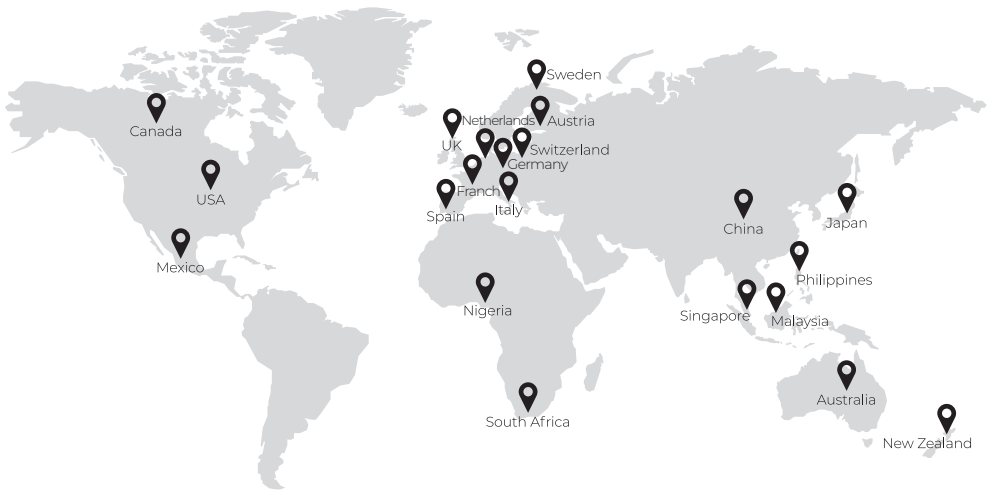 Sweden
Canada
Netherlands
Austria
UK
Switzerland
Germany
USA
Franch
Italy
Spain
China
Japan
Mexico
Philippines
Nigeria
Singapore
Malaysia
Australia
South Africa
New Zealand